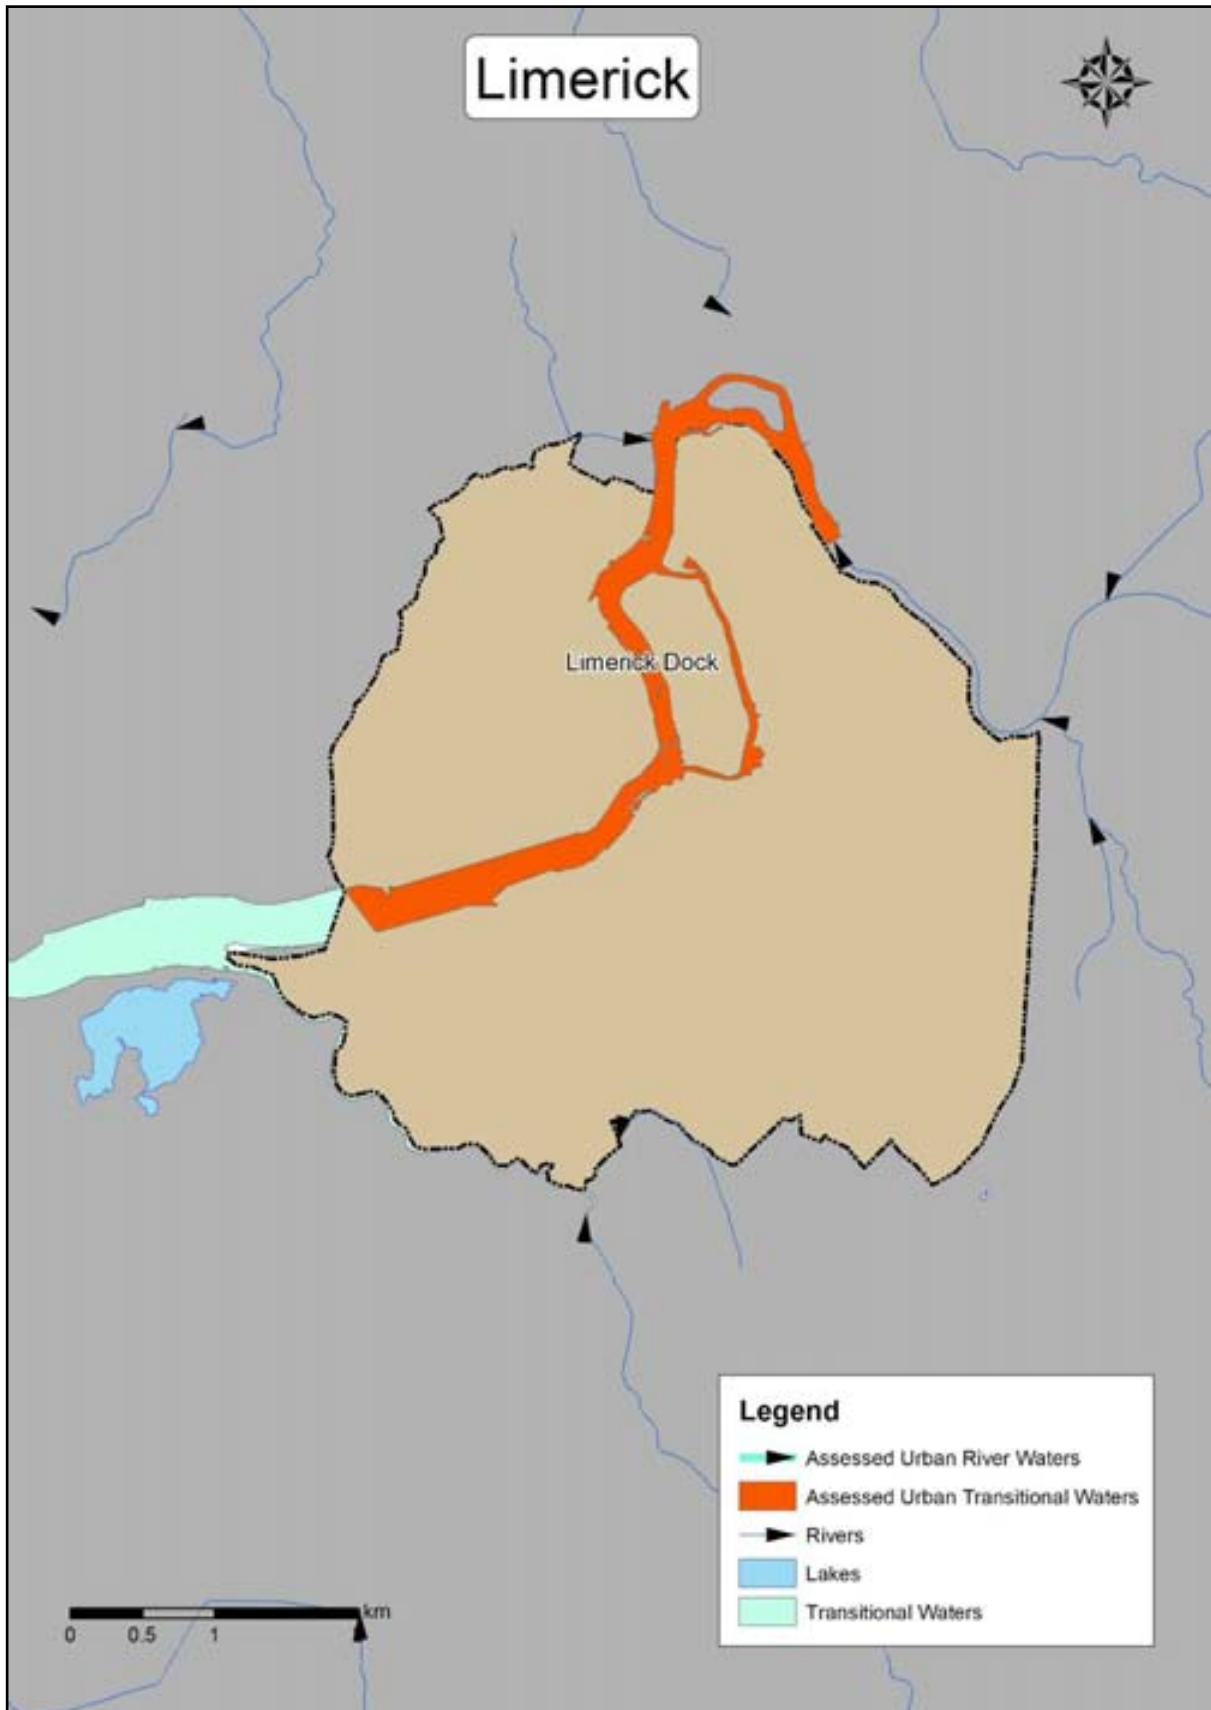 Limerick
Limerick Dock
Legend
Assessed Urban River Waters
Assessed Urban Transitional Waters
Rivers
Lakes
Transitional Waters
km
0 0.5 1